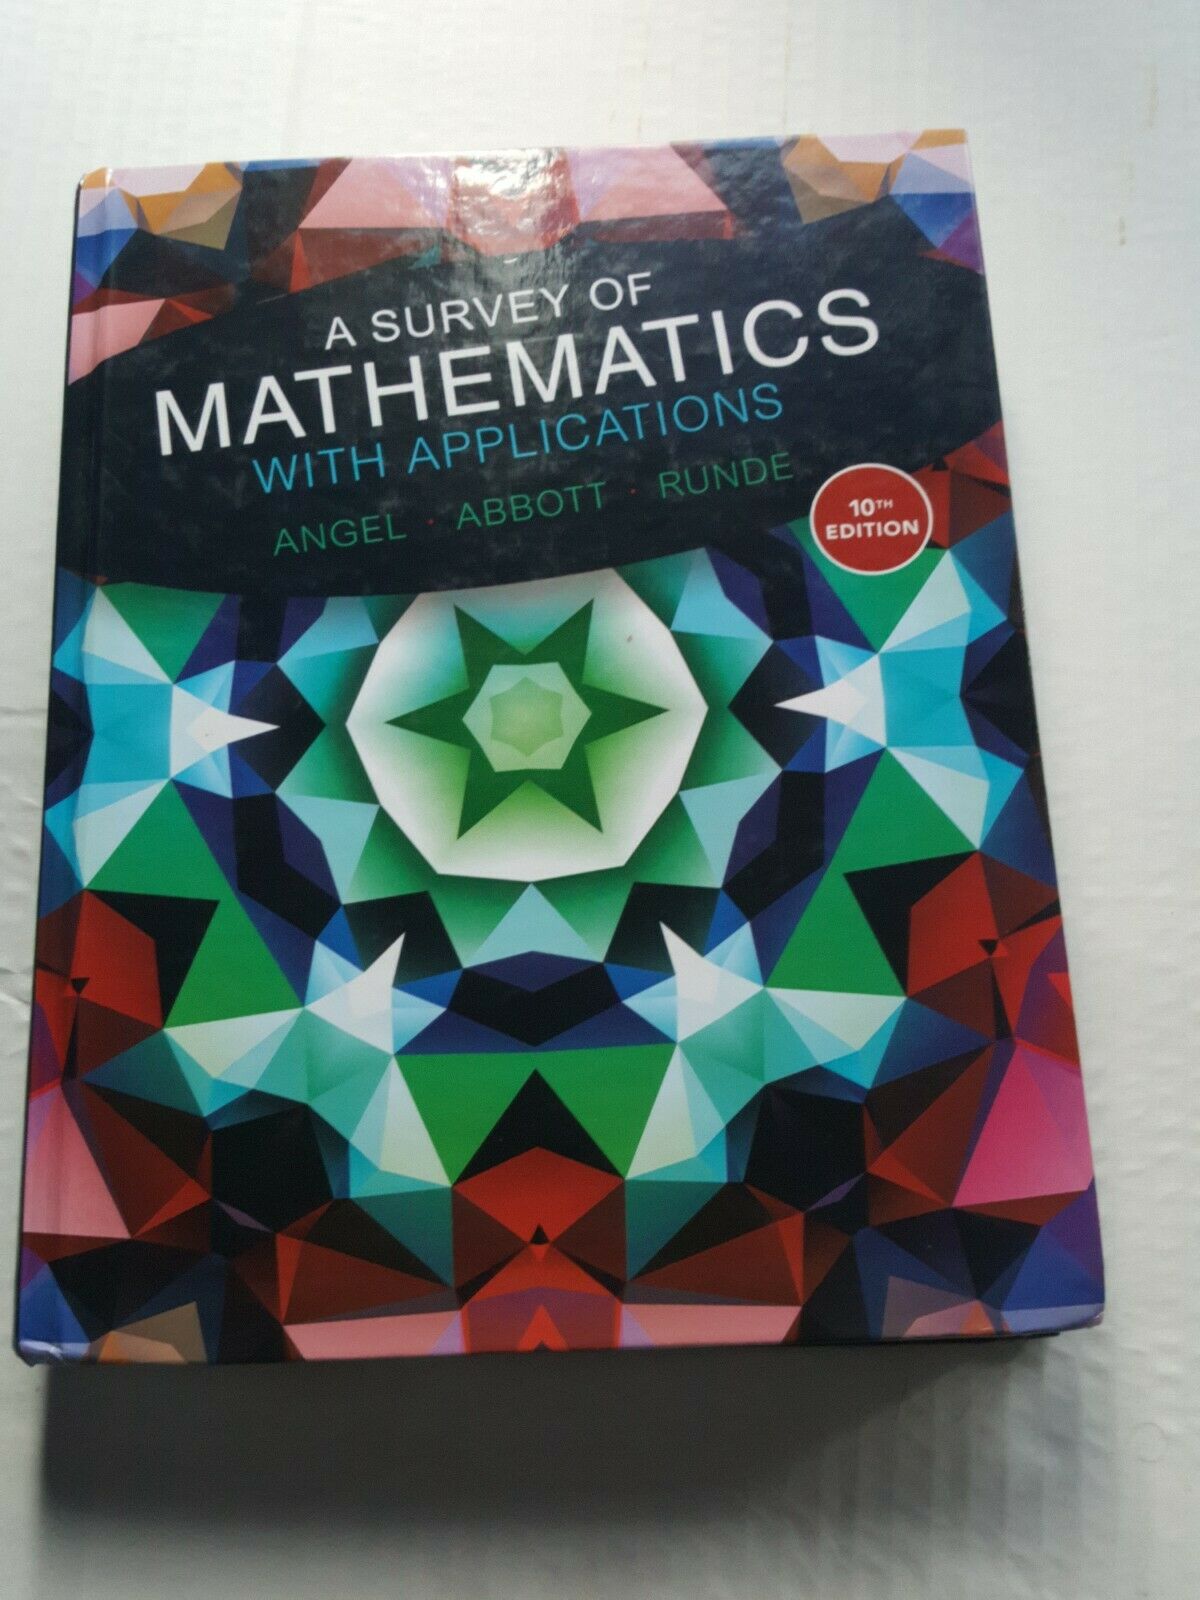 A SURVEY OF
MATHEMATICS
WITH APPLICATIONS
ANGEL · ABBOTT · RUNDE
10TH
EDITION